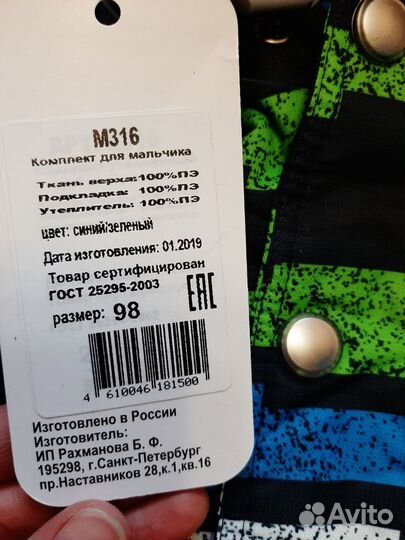 М316
Комплект для мальчика
Ткань верха:100%ПЭ
Подкладка: 100%ПЭ
Утеплитель: 100%ПЭ
цвет: синий/зеленый
Дата изготовления: 01.2019
Товар сертифицирован
ГОСТ 25295-2003
EAC
размер: 98
4 610046 181500
Изготовлено в России
Изготовитель:
ИП Рахманова Б. Ф.
195298, г.Санкт-Петербург
пр.Наставников 28,к.1,кв.16
Avito